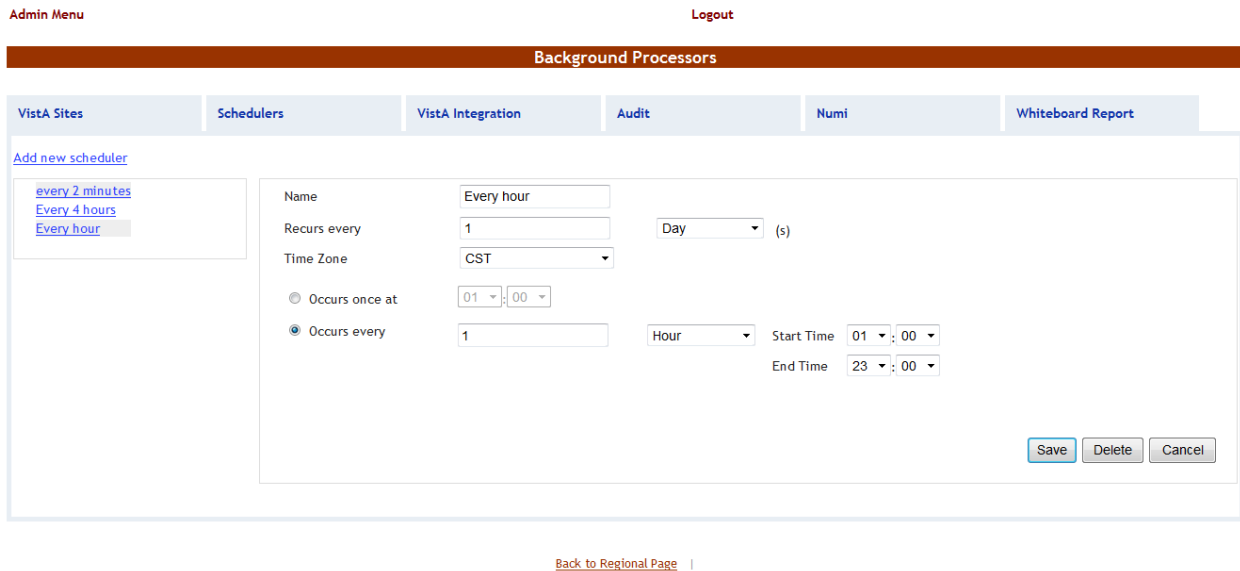 Admin Menu Logout
Background Processors
VistA Sites Schedulers VistA Integration Audit Numi Whiteboard Report
Add new scheduler
every 2 minutes
Every 4 hours
Every hour
Name Every hour
Recurs every 1 Day (s)
Time Zone CST
Occurs once at 01 : 00
Occurs every 1 Hour Start Time 01 : 00
End Time 23 : 00
Save Delete Cancel
Back to Regional Page |